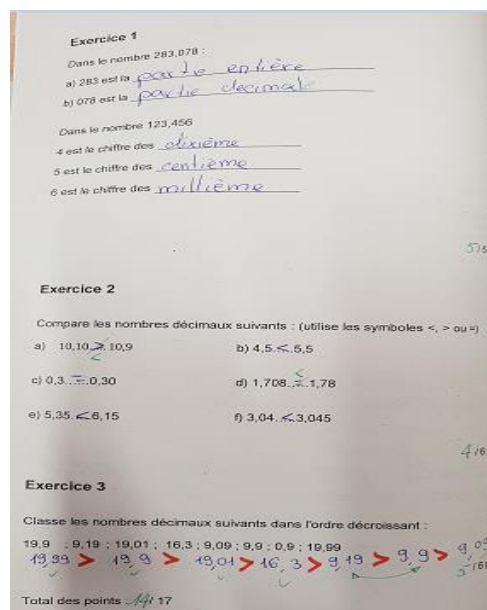 Exercice 1
Dans le nombre 283,078 :
a) 283 est la partie entière
b) 078 est la partie decimale
Dans le nombre 123,456
4 est le chiffre des dixième
5 est le chiffre des centième
6 est le chiffre des millième
5/5
Exercice 2
Compare les nombres décimaux suivants : (utilise les symboles <, > ou =)
a) 10,10 > 10,9 b) 4,5..<..5,5
<
c) 0,3..=..0,30 d) 1,708..=..1,78
<
e) 5,35..<6,15 f) 3,04..<3,045
4/6
Exercice 3
Classe les nombres décimaux suivants dans l'ordre décroissant :
19,9 ; 9,19 ; 19,01 ; 16,3 ; 9,09 ; 9,9 ; 0,9 ; 19,99
19,99 > 19,9 > 19,01 > 16,3 > 9,19 > 9,9 > 9,09
5/6
Total des points : 14/ 17